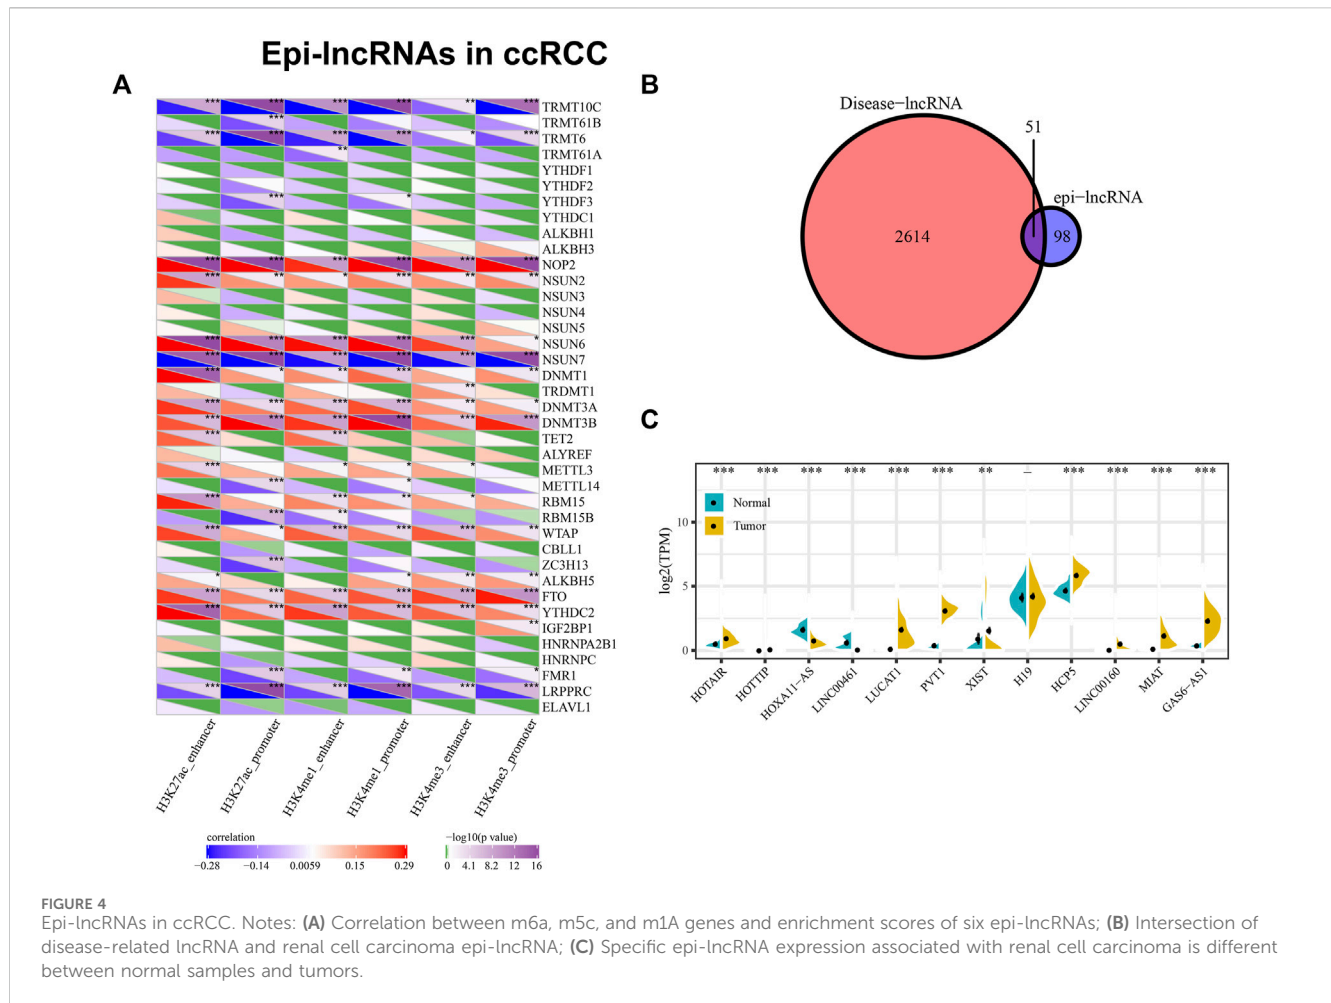 Epi-lncRNAs in ccRCC
A
TRMT10C
TRMT61B
TRMT6
TRMT61A
YTHDF1
YTHDF2
YTHDF3
YTHDC1
ALKBH1
ALKBH3
NOP2
NSUN2
NSUN3
NSUN4
NSUN5
NSUN6
NSUN7
DNMT1
TRDMT1
DNMT3A
DNMT3B
TET2
ALYREF
METTL3
METTL14
RBM15
RBM15B
WTAP
CBLL1
ZC3H13
ALKBH5
FTO
YTHDC2
IGF2BP1
HNRNPA2B1
HNRNPC
FMR1
LRPPRC
ELAVL1
H3K27ac_enhancer
H3K27ac_promoter
H3K4me1_enhancer
H3K4me1_promoter
H3K4me3_enhancer
H3K4me3_promoter
correlation
−0.28 −0.14 0.0059 0.15 0.29
−log10(p value)
0 4.1 8.2 12 16
B
Disease−lncRNA
51
epi−lncRNA
2614
98
C
*** *** *** *** *** *** ** − *** *** *** ***
Normal
Tumor
log2(TPM)
10
5
0
HOTAIR
HOTTIP
HOXA11−AS
LINC00461
LUCAT1
PVT1
XIST
H19
HCP5
LINC00160
MIAT
GAS6−AS1
FIGURE 4
Epi-lncRNAs in ccRCC. Notes: (A) Correlation between m6a, m5c, and m1A genes and enrichment scores of six epi-lncRNAs; (B) Intersection of
disease-related lncRNA and renal cell carcinoma epi-lncRNA; (C) Specific epi-lncRNA expression associated with renal cell carcinoma is different
between normal samples and tumors.